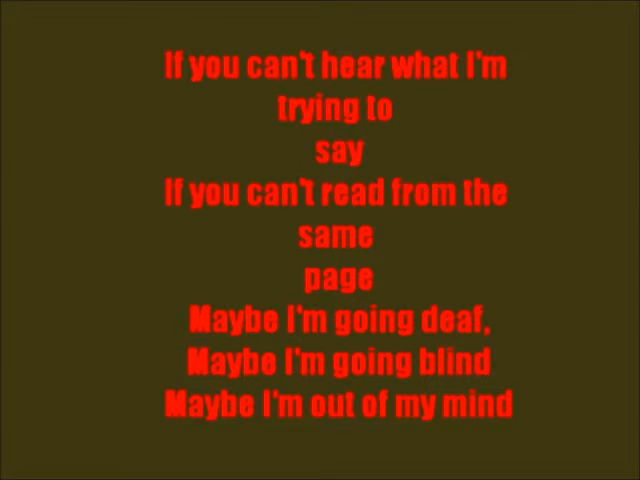 If you can't hear what I'm
trying to
say
If you can't read from the
same
page
Maybe I'm going deaf,
Maybe I'm going blind
Maybe I'm out of my mind